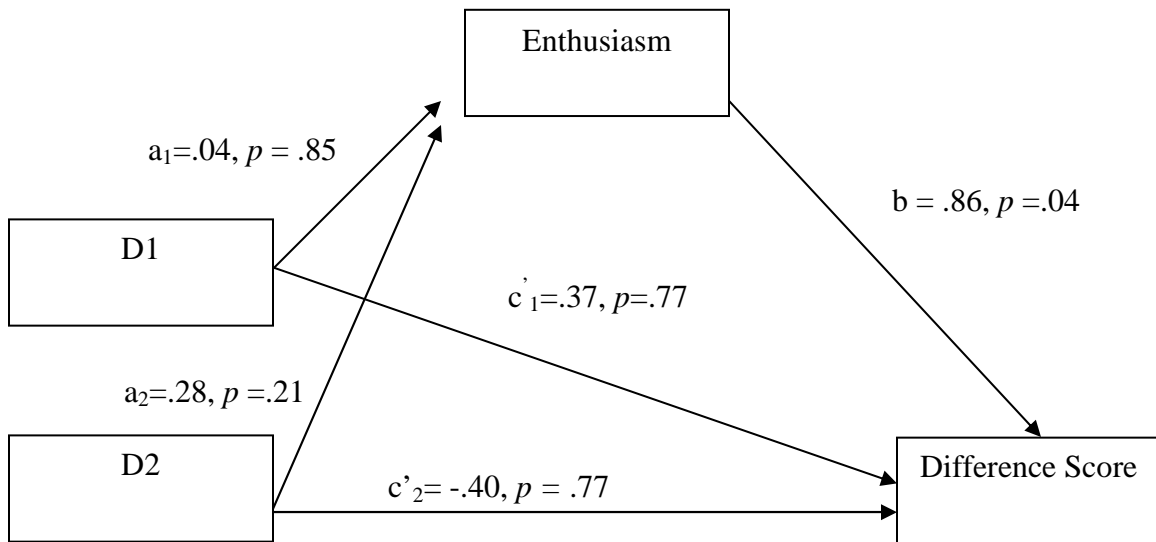 Enthusiasm
a₁=.04, p = .85
b = .86, p =.04
D1
c'₁=.37, p=.77
a₂=.28, p =.21
D2
Difference Score
c’₂= -.40, p = .77